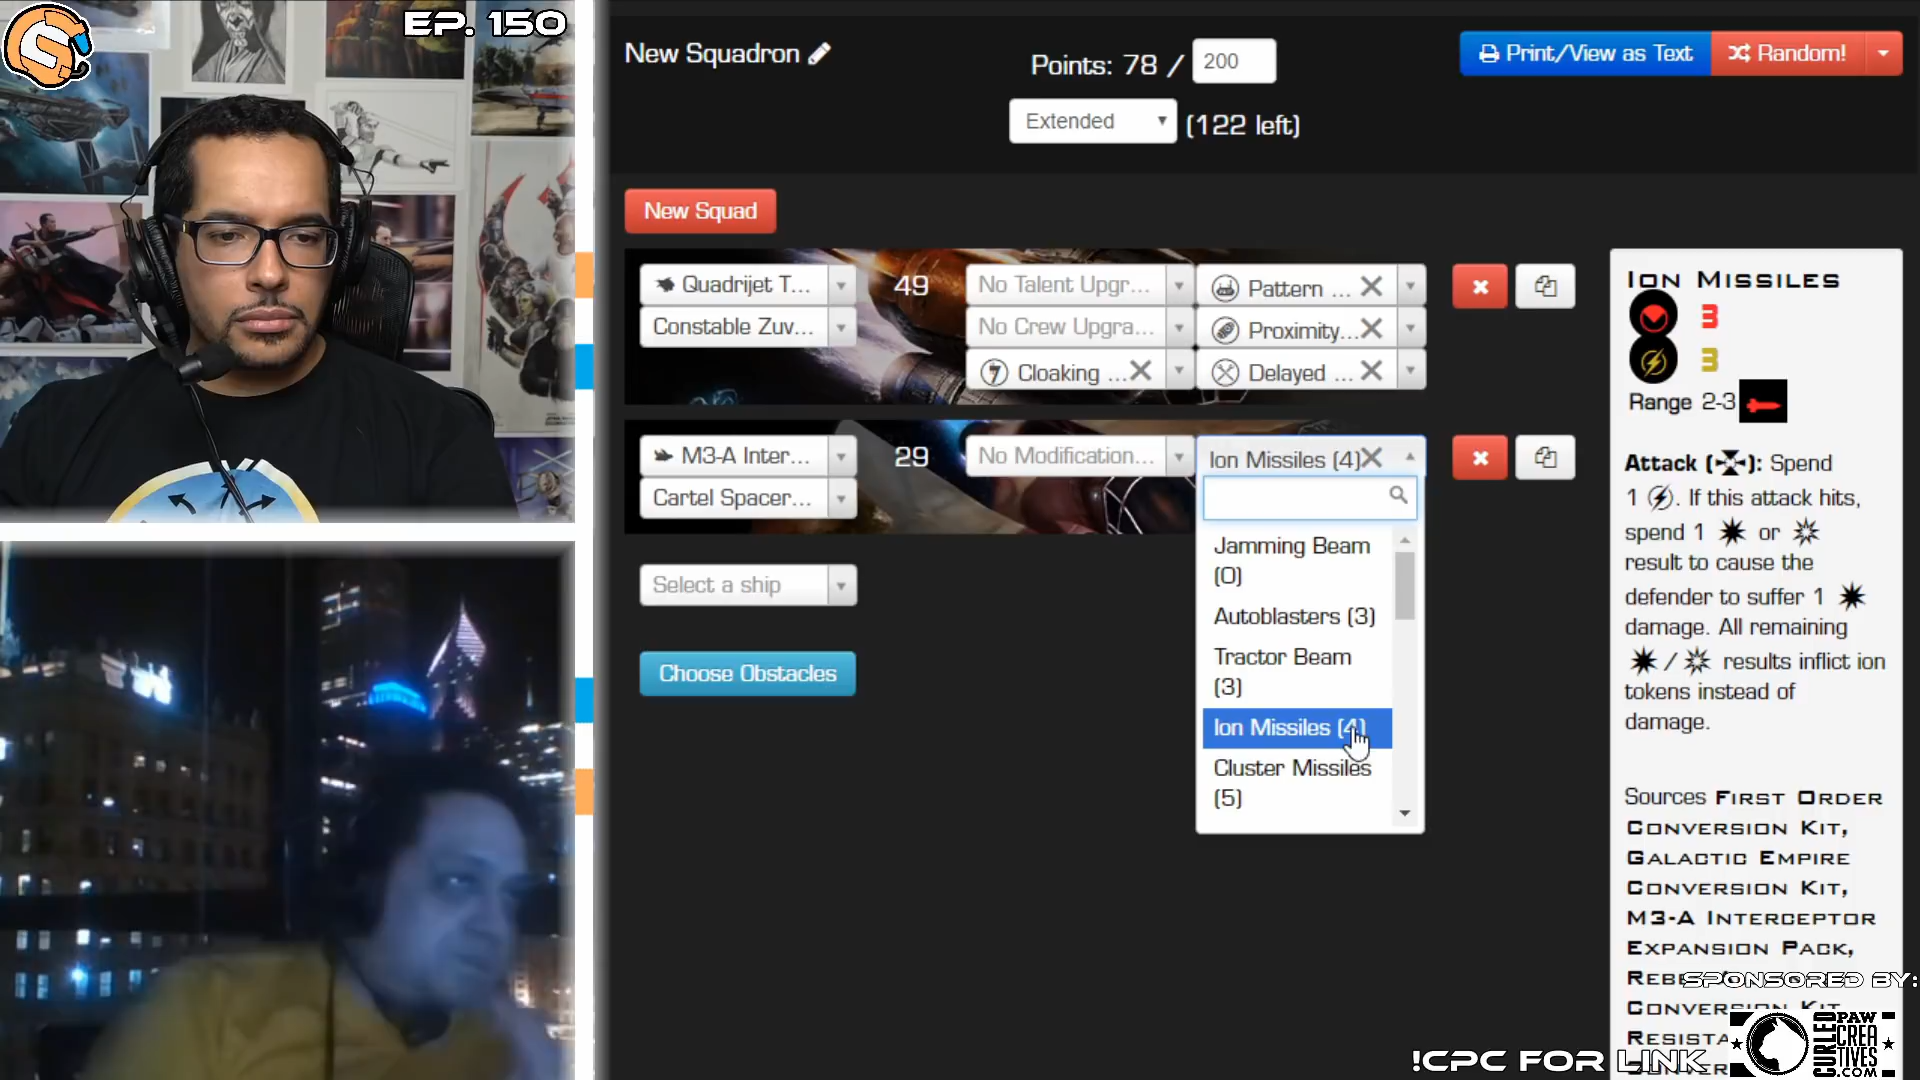 EP. 150
New Squadron
Points: 78 / 200
Extended (122 left)
Print/View as Text
Random!
New Squad
Quadrijet T...
49
No Talent Upgr...
Pattern ...
Constable Zuv...
No Crew Upgra...
Proximity...
Cloaking ...
Delayed ...
M3-A Inter...
29
No Modification...
Ion Missiles (4)
Cartel Spacer...
Jamming Beam
(0)
Autoblasters (3)
Tractor Beam
(3)
Ion Missiles (4)
Cluster Missiles
(5)
Select a ship
Choose Obstacles
Ion Missiles
3
3
Range 2-3
Attack ( ): Spend
1 . If this attack hits,
spend 1 or
result to cause the
defender to suffer 1
damage. All remaining
/ results inflict ion
tokens instead of
damage.
Sources First Order
Conversion Kit,
Galactic Empire
Conversion Kit,
M3-A Interceptor
Expansion Pack,
SPONSORED BY:
!CPC FOR LINK
CURLED
PAW
CREA
TIVES
.COM